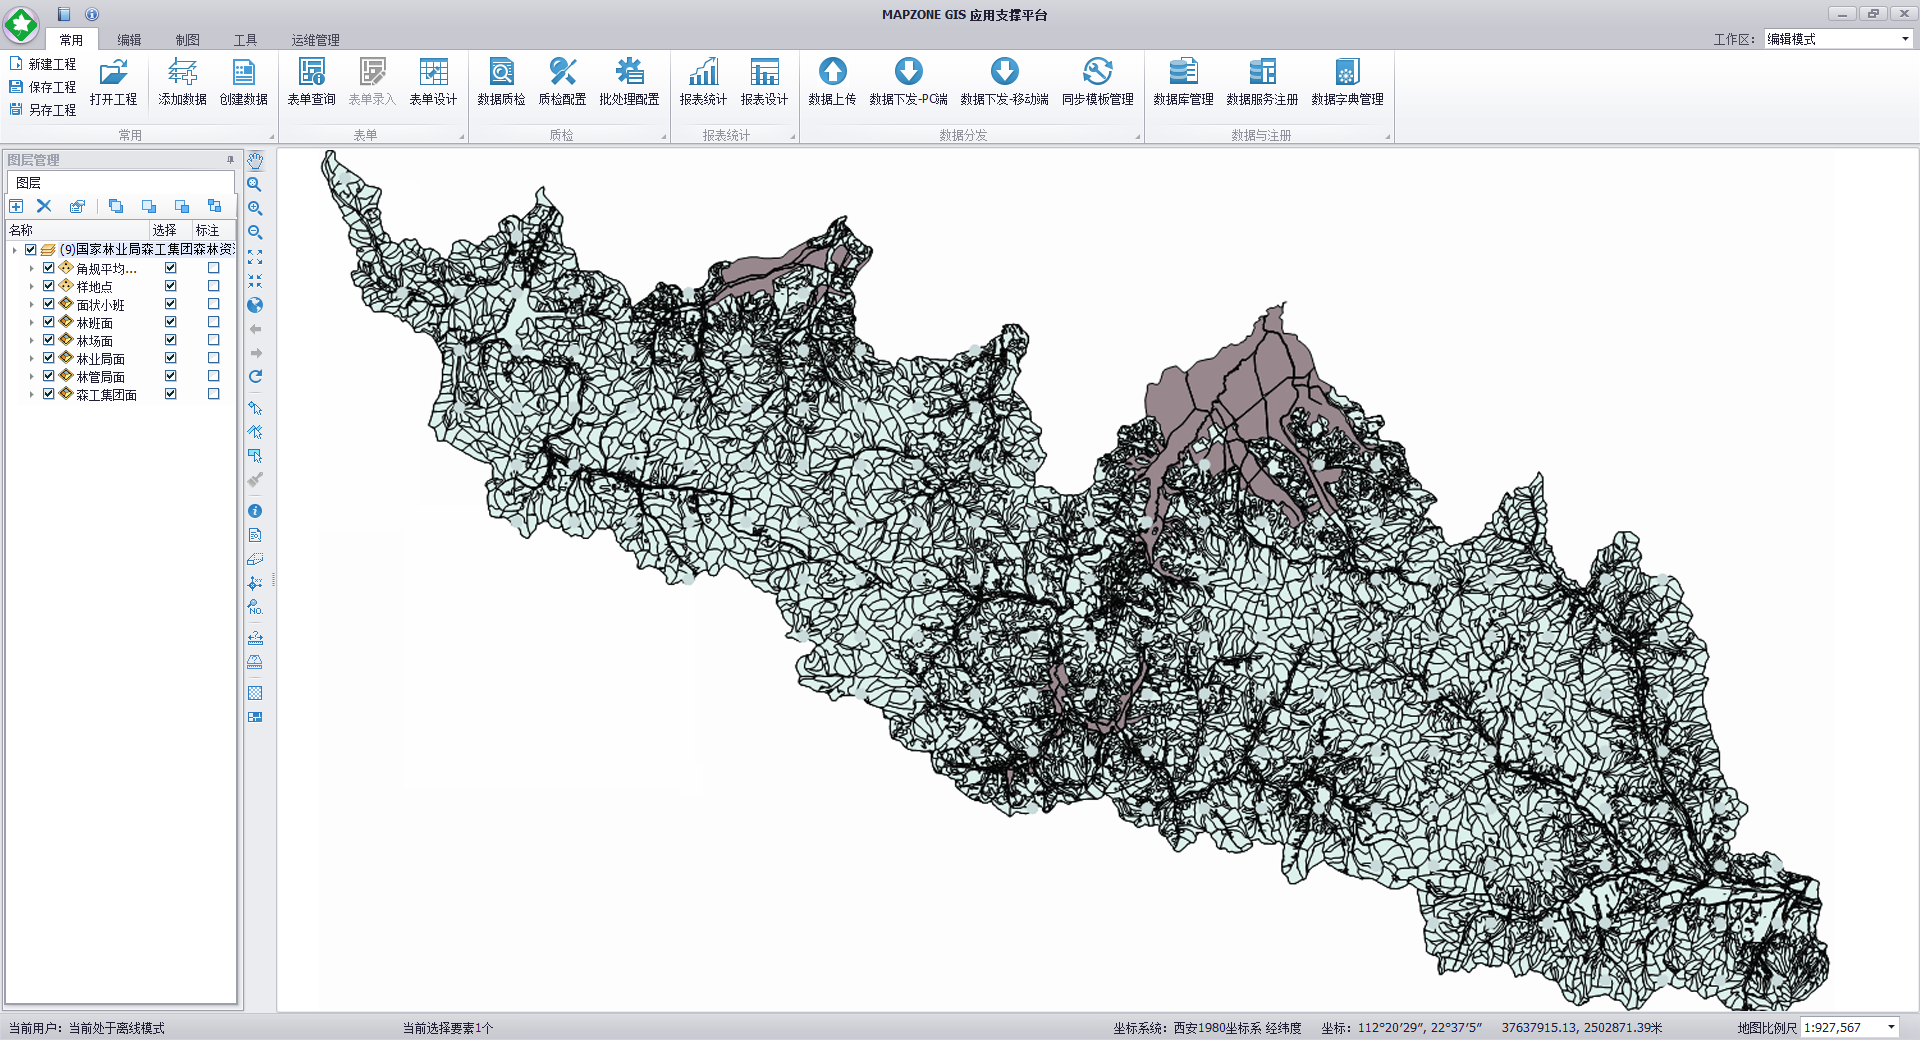 MAPZONE GIS 应用支撑平台
常用 编辑 制图 工具 运维管理
工作区： 编辑模式
新建工程
保存工程
另存工程
打开工程 添加数据 创建数据
表单查询 表单录入 表单设计
数据质检 质检配置 批处理配置
报表统计 报表设计
数据上传 数据下发-PC端 数据下发-移动端 同步模板管理
数据库管理 数据服务注册 数据字典管理
常用 表单 质检 报表统计 数据分发 数据与注册
图层管理
图层
名称 选择 标注
(9)国家林业局森工集团森林资
角规平均...
样地点
面状小班
林班面
林场面
林业局面
林管局面
森工集团面
XY
NO.
当前用户：当前处于离线模式
当前选择要素1个
坐标系统：西安1980坐标系 经纬度 坐标：112°20′29″, 22°37′5″ 37637915.13, 2502871.39米
地图比例尺 1:927,567